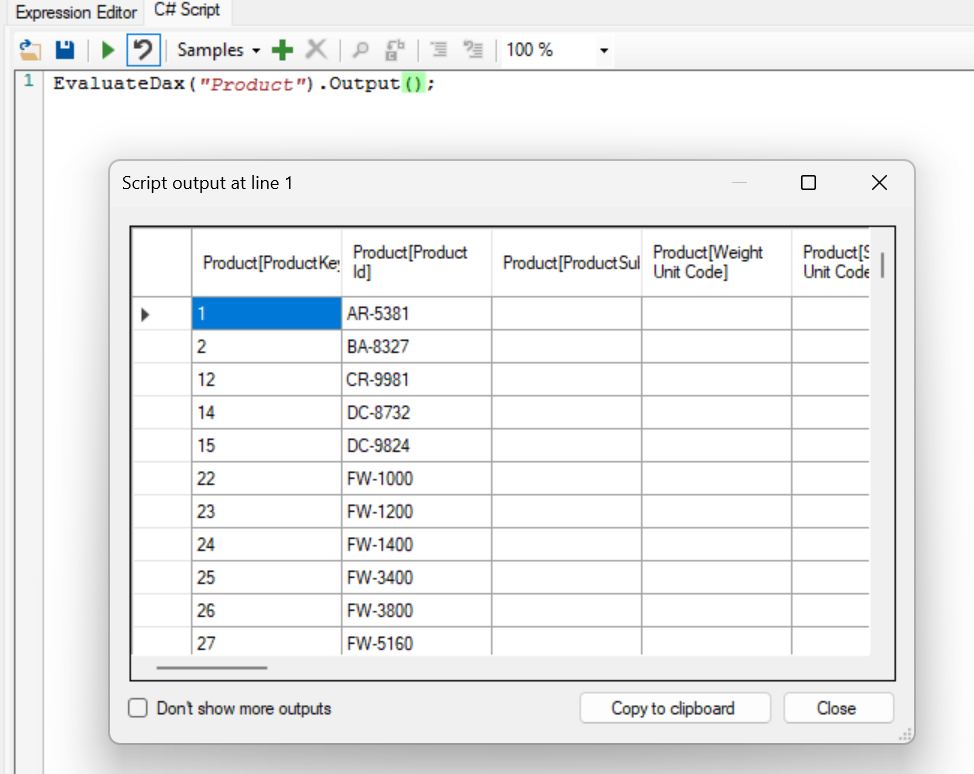 Expression Editor C# Script
Samples 100 %
1 EvaluateDax("Product").Output();
Script output at line 1
Product[ProductKey Product[Product Id] Product[ProductSul Product[Weight Unit Code] Product[S Unit Code
1 AR-5381
2 BA-8327
12 CR-9981
14 DC-8732
15 DC-9824
22 FW-1000
23 FW-1200
24 FW-1400
25 FW-3400
26 FW-3800
27 FW-5160
Don't show more outputs Copy to clipboard Close